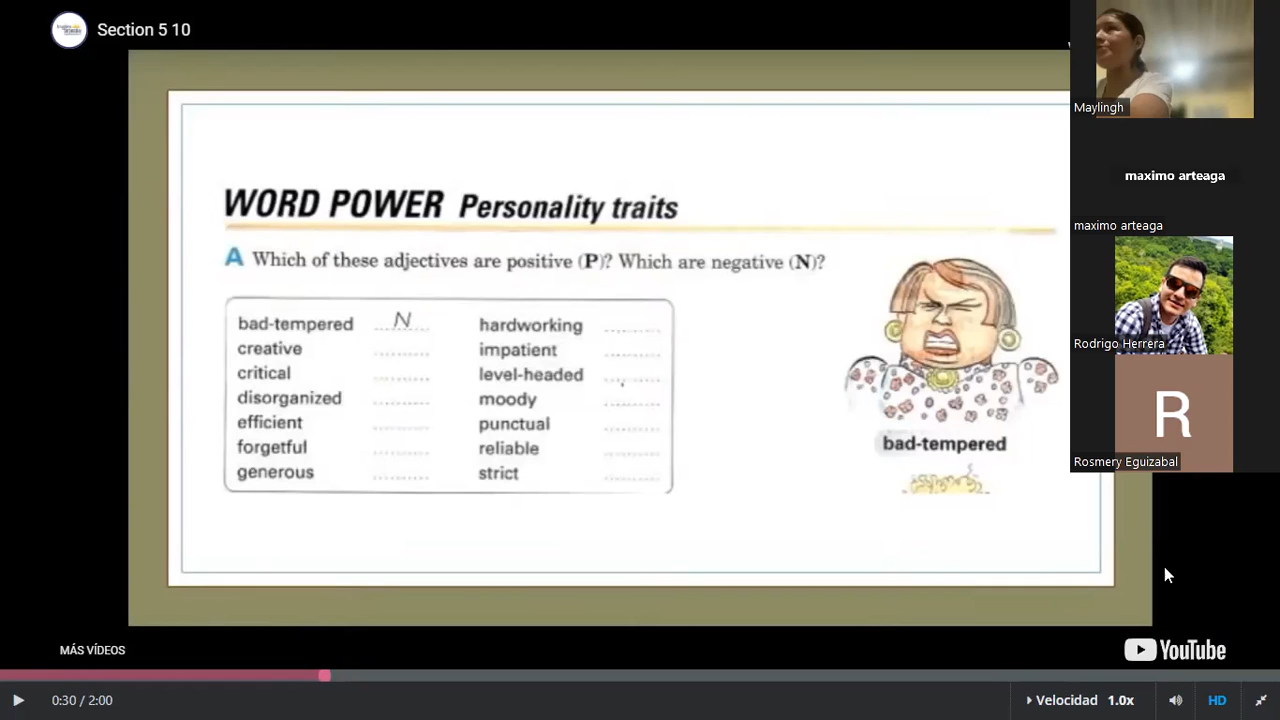 Section 5 10
Maylingh
maximo arteaga
maximo arteaga
Rodrigo Herrera
R
Rosmery Eguizabal
WORD POWER Personality traits
A Which of these adjectives are positive (P)? Which are negative (N)?
bad-tempered N hardworking
creative impatient
critical level-headed
disorganized moody
efficient punctual
forgetful reliable
generous strict
bad-tempered
MÁS VÍDEOS
YouTube
0:30 / 2:00
Velocidad 1.0x
HD